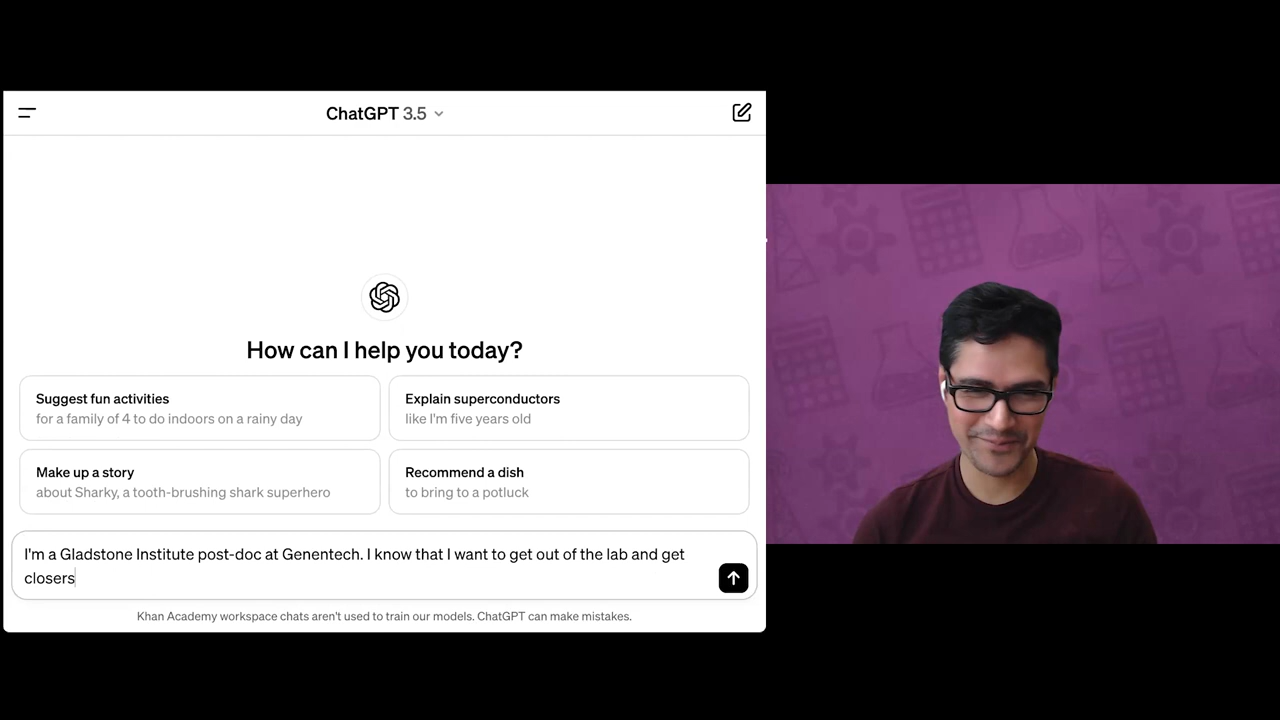 ChatGPT 3.5
How can I help you today?
Suggest fun activities
for a family of 4 to do indoors on a rainy day
Explain superconductors
like I'm five years old
Make up a story
about Sharky, a tooth-brushing shark superhero
Recommend a dish
to bring to a potluck
I'm a Gladstone Institute post-doc at Genentech. I know that I want to get out of the lab and get
closers
Khan Academy workspace chats aren't used to train our models. ChatGPT can make mistakes.